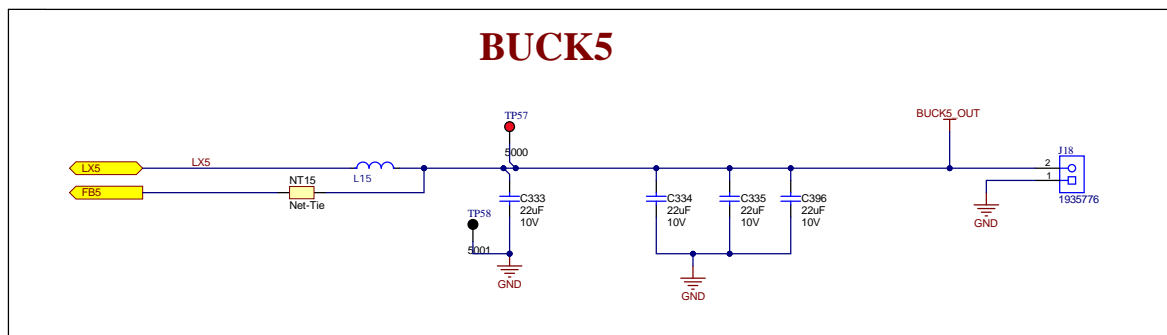 BUCK5
TP57
5000
BUCK5_OUT
LX5
LX5
L15
FB5
NT15
Net-Tie
TP58
5001
C333
22uF
10V
GND
C334
22uF
10V
C335
22uF
10V
C396
22uF
10V
GND
J18
2
1
1935776
GND